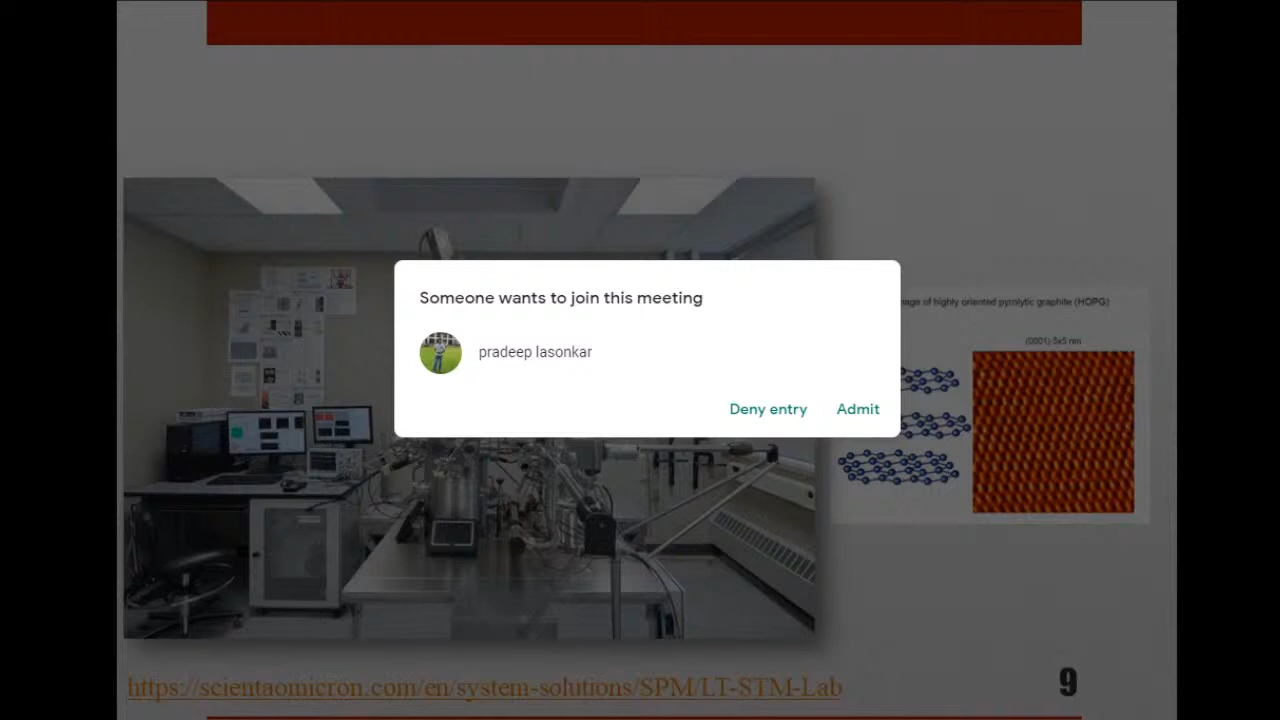 Someone wants to join this meeting
pradeep lasonkar
Deny entry
Admit
of highly oriented pyrolytic graphite (HOPG)
(0001) 5x5 nm
https://scientaomicron.com/en/system-solutions/SPM/LT-STM-Lab
9